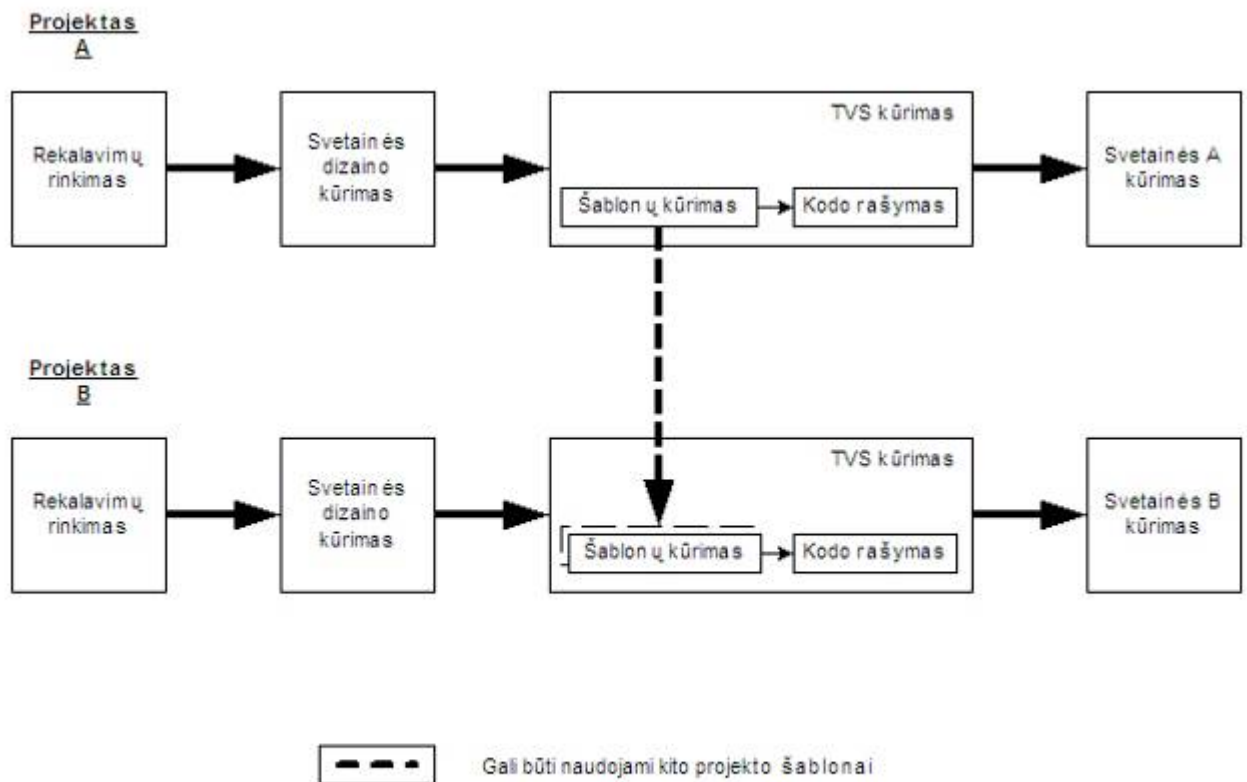 Projektas
A
Rekalavimų
rinkimas
Svetainės
dizaino
kūrimas
TVS kūrimas
Šablonų kūrimas
Kodo rašymas
Svetainės A
kūrimas
Projektas
B
Rekalavimų
rinkimas
Svetainės
dizaino
kūrimas
TVS kūrimas
Šablonų kūrimas
Kodo rašymas
Svetainės B
kūrimas
Gali būti naudojami kito projekto šablonai